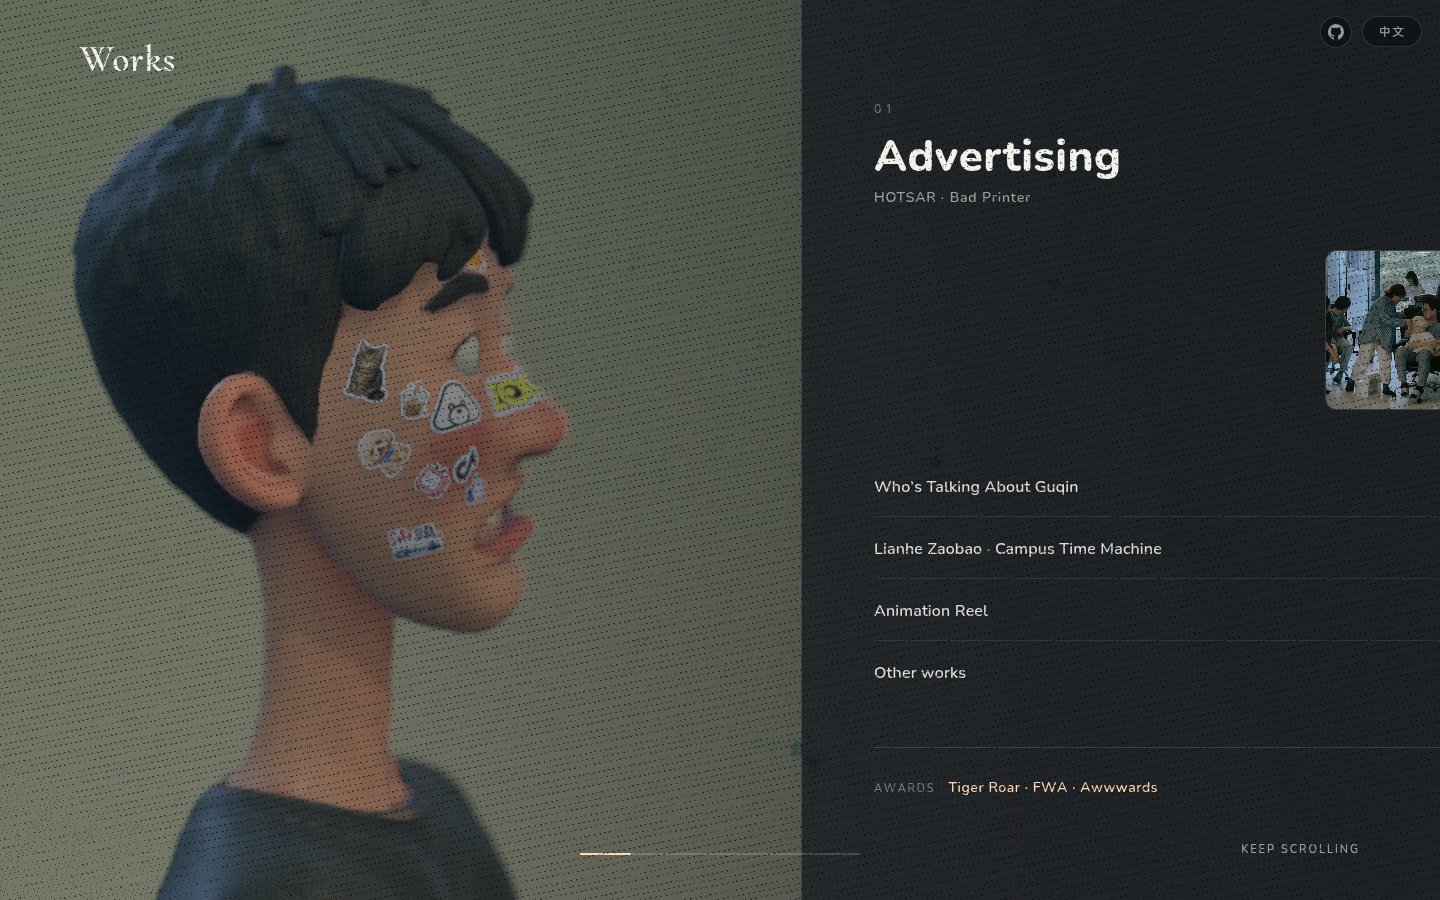 Works
中文
01
Advertising
HOTSAR · Bad Printer
Who's Talking About Guqin
Lianhe Zaobao · Campus Time Machine
Animation Reel
Other works
AWARDS Tiger Roar · FWA · Awwwards
KEEP SCROLLING